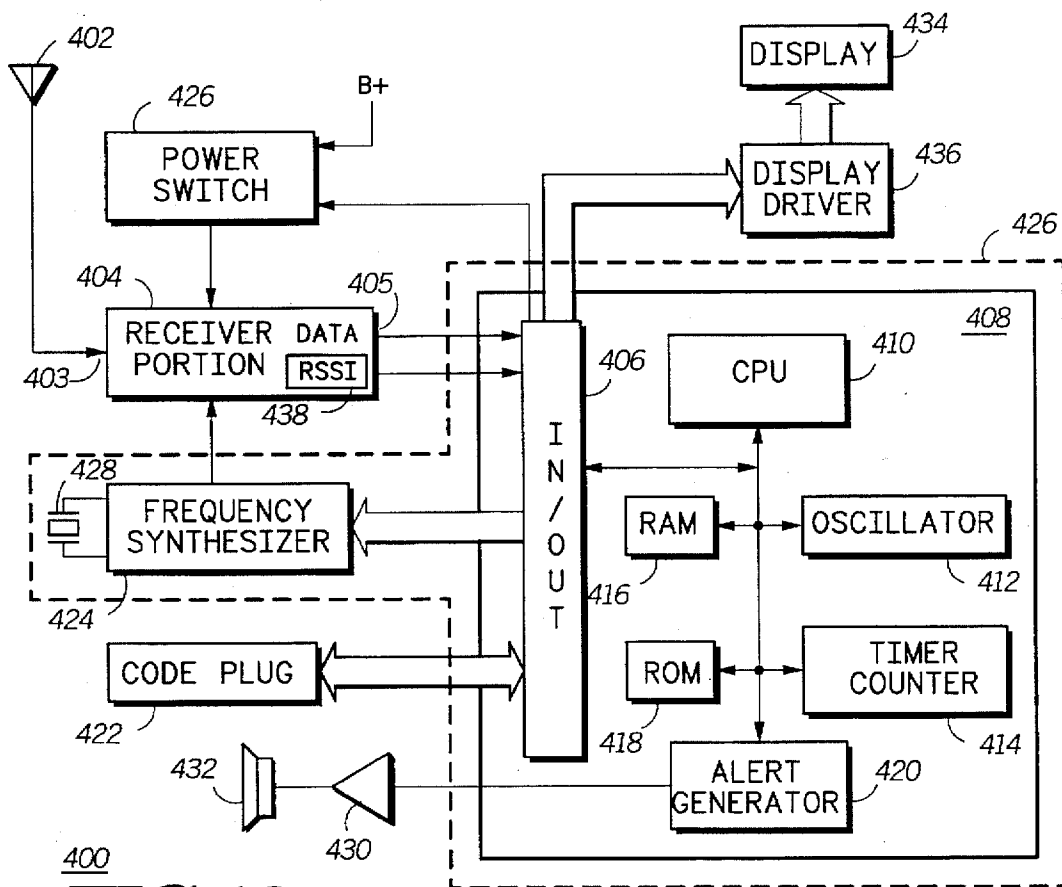 402
426
B+
POWER
SWITCH
DISPLAY
434
DISPLAY
DRIVER
436
426
404
RECEIVER
PORTION
DATA
RSSI
405
403
438
406
408
CPU
410
428
FREQUENCY
SYNTHESIZER
424
IN/OUT
RAM
416
OSCILLATOR
412
CODE PLUG
422
ROM
418
TIMER
COUNTER
414
432
430
ALERT
GENERATOR
420
400